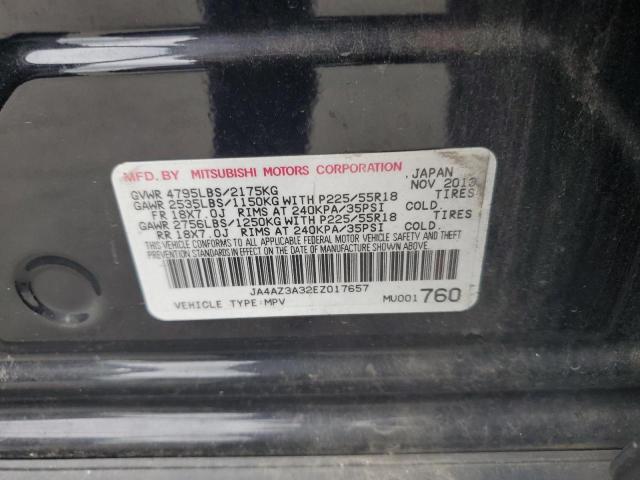 MFD. BY MITSUBISHI MOTORS CORPORATION JAPAN
GVWR 4795LBS/2175KG NOV 2013
GAWR 2535LBS/1150KG WITH P225/55R18 TIRES
FR 18X7.0J RIMS AT 240KPA/35PSI COLD.
GAWR 2756LBS/1250KG WITH P225/55R18 TIRES
RR 18X7.0J RIMS AT 240KPA/35PSI COLD.
THIS VEHICLE CONFORMS TO ALL APPLICABLE FEDERAL MOTOR VEHICLE SAFETY AND THEFT
PREVENTION STANDARDS IN EFFECT ON THE DATE OF MANUFACTURE SHOWN ABOVE.
JA4AZ3A32EZ017657
VEHICLE TYPE:MPV MU001 760